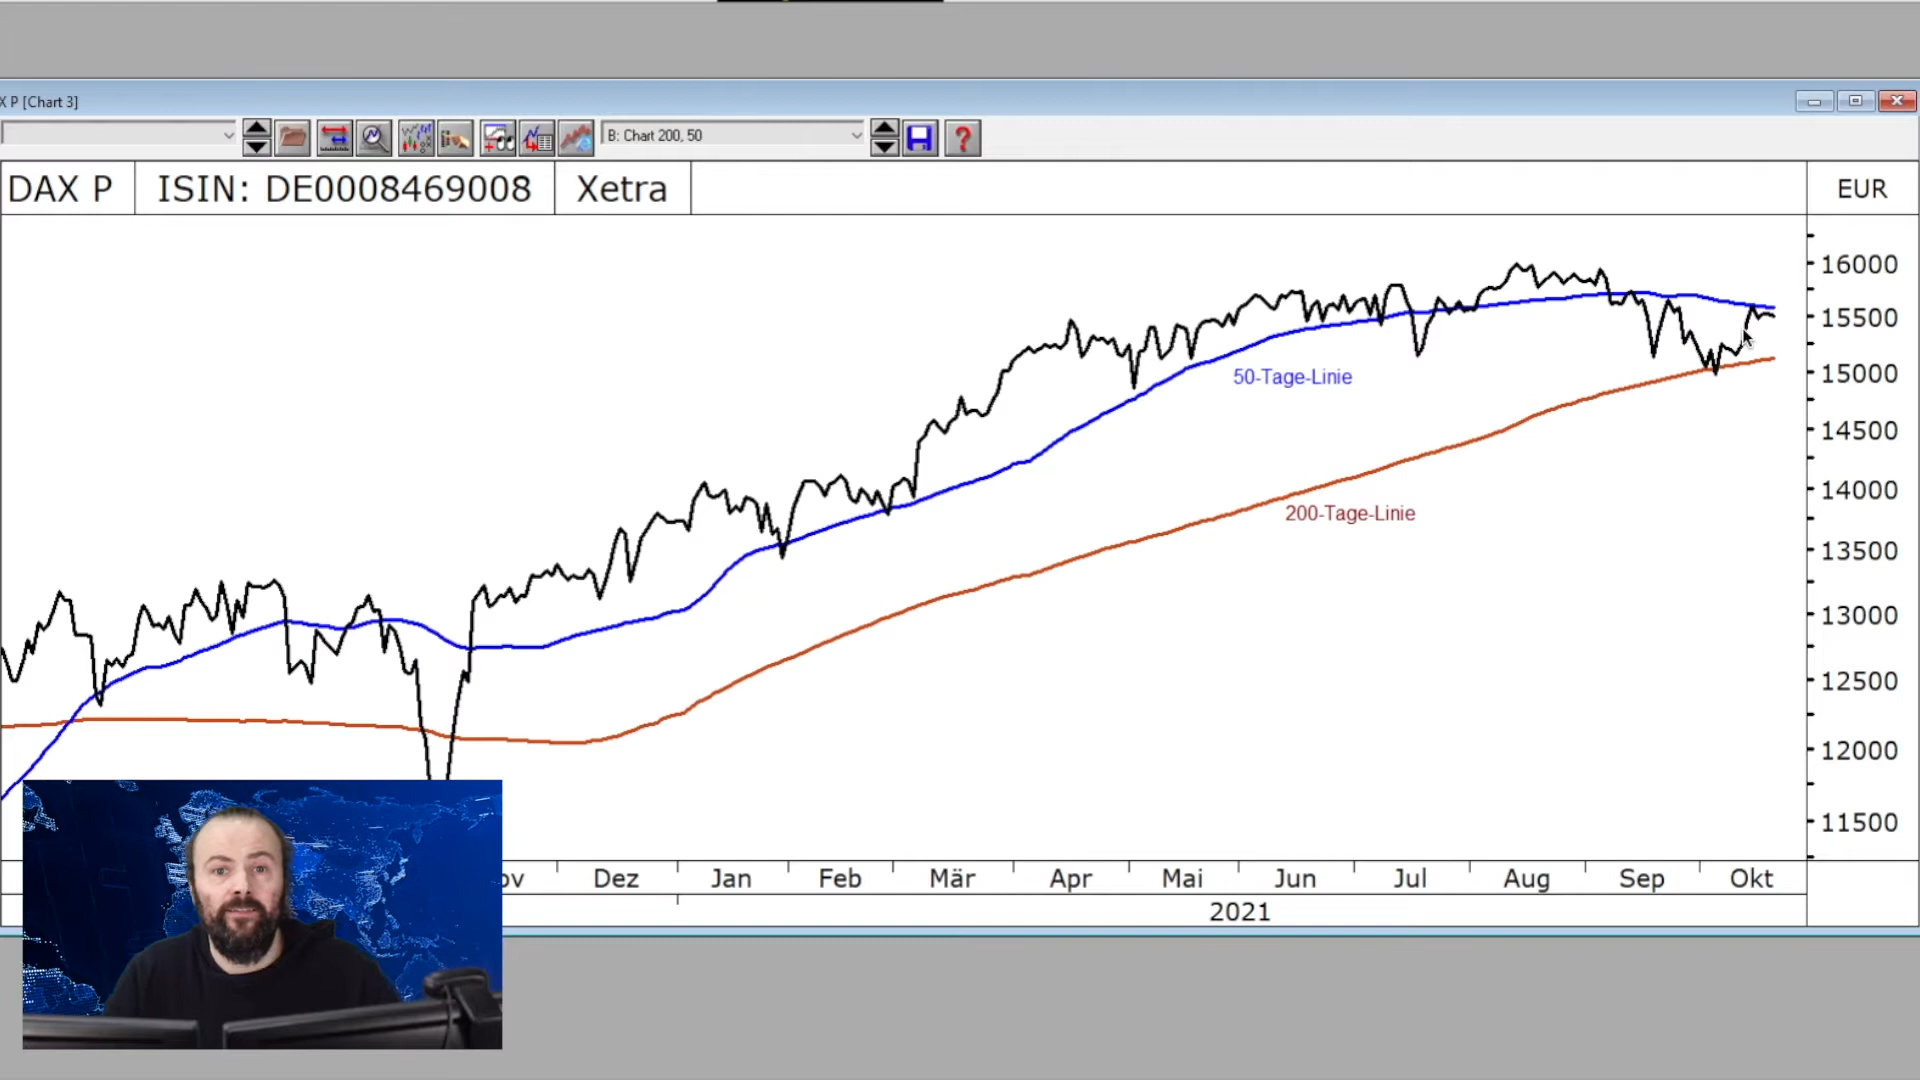 X P [Chart 3]
B: Chart 200, 50
?
DAX P ISIN: DE0008469008 Xetra EUR
16000
15500
15000
50-Tage-Linie
14500
14000
200-Tage-Linie
13500
13000
12500
12000
11500
ov Dez Jan Feb Mär Apr Mai Jun Jul Aug Sep Okt
2021